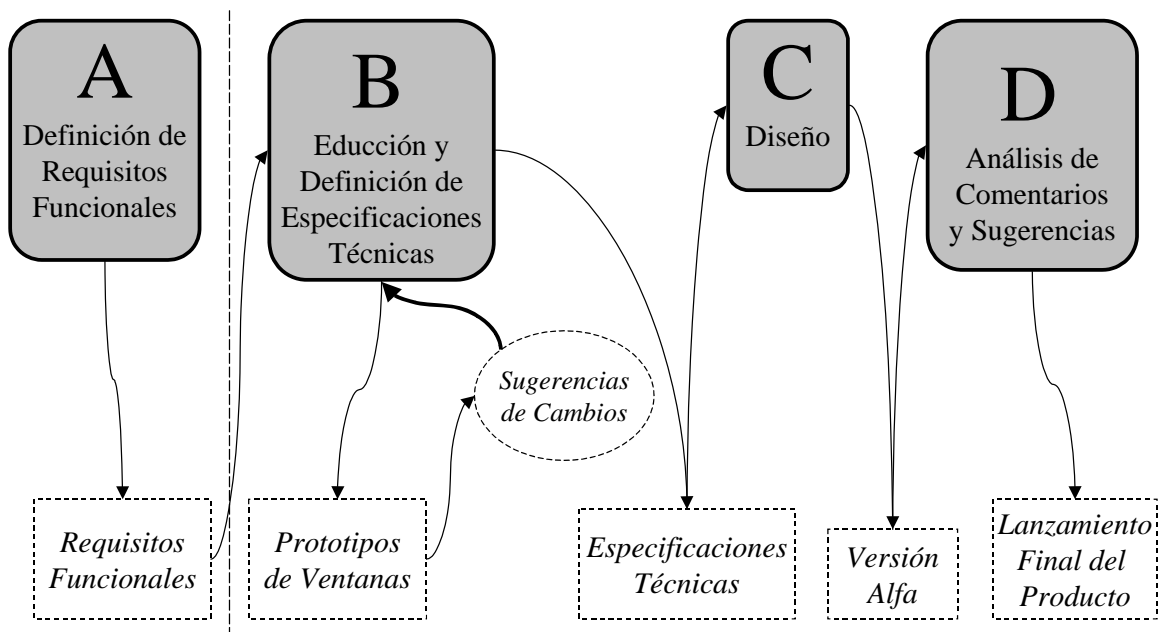 A
Definición de
Requisitos
Funcionales
B
Educción y
Definición de
Especificaciones
Técnicas
C
Diseño
D
Análisis de
Comentarios
y Sugerencias
Sugerencias
de Cambios
Requisitos
Funcionales
Prototipos
de Ventanas
Especificaciones
Técnicas
Versión
Alfa
Lanzamiento
Final del
Producto